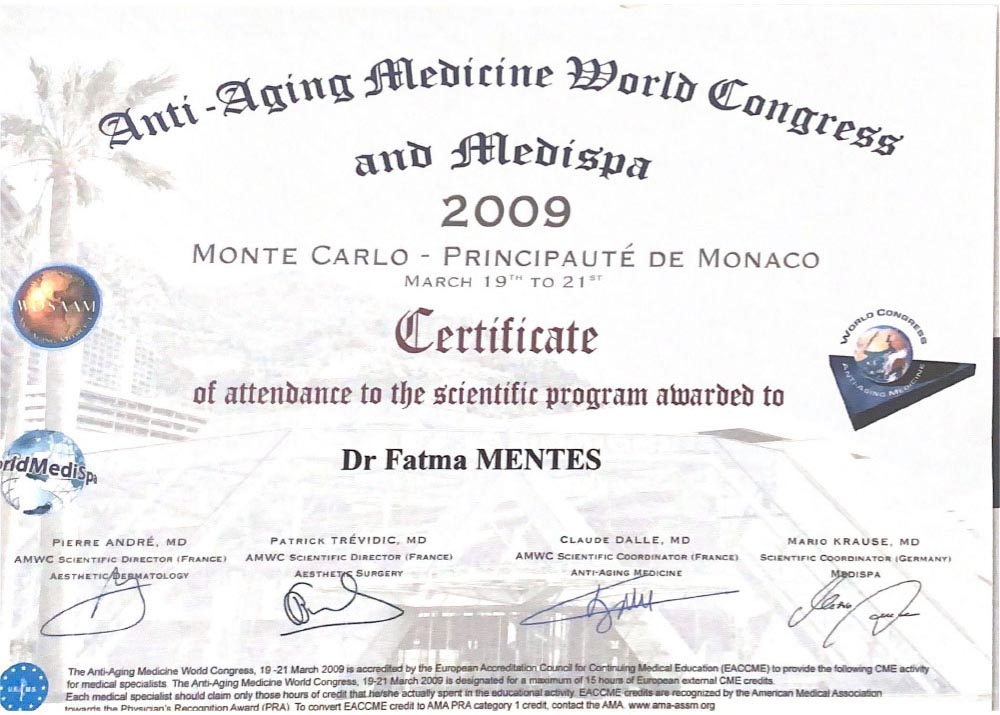 Anti-Aging Medicine World Congress
and Medispa
2009
MONTE CARLO - PRINCIPAUTÉ DE MONACO
MARCH 19TH TO 21ST
WOSAAM
WORLD CONGRESS
ANTI-AGING MEDICINE
Certificate
of attendance to the scientific program awarded to
Dr Fatma MENTES
orldMediSpa
PIERRE ANDRÉ, MD
AMWC SCIENTIFIC DIRECTOR (FRANCE)
AESTHETIC DERMATOLOGY
PATRICK TRÉVIDIC, MD
AMWC SCIENTIFIC DIRECTOR (FRANCE)
AESTHETIC SURGERY
CLAUDE DALLE, MD
AMWC SCIENTIFIC COORDINATOR (FRANCE)
ANTI-AGING MEDICINE
MARIO KRAUSE, MD
SCIENTIFIC COORDINATOR (GERMANY)
MEDISPA
The Anti-Aging Medicine World Congress, 19 -21 March 2009 is accredited by the European Accreditation Council for Continuing Medical Education (EACCME) to provide the following CME activity
for medical specialists. The Anti-Aging Medicine World Congress, 19-21 March 2009 is designated for a maximum of 15 hours of European external CME credits.
Each medical specialist should claim only those hours of credit that he/she actually spent in the educational activity. EACCME credits are recognized by the American Medical Association
towards the Physician's Recognition Award (PRA). To convert EACCME credit to AMA PRA category 1 credit, contact the AMA. www.ama-assm.org